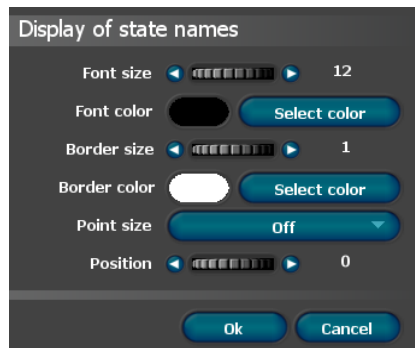 Display of state names
Font size 12
Font color Select color
Border size 1
Border color Select color
Point size Off
Position 0
Ok Cancel